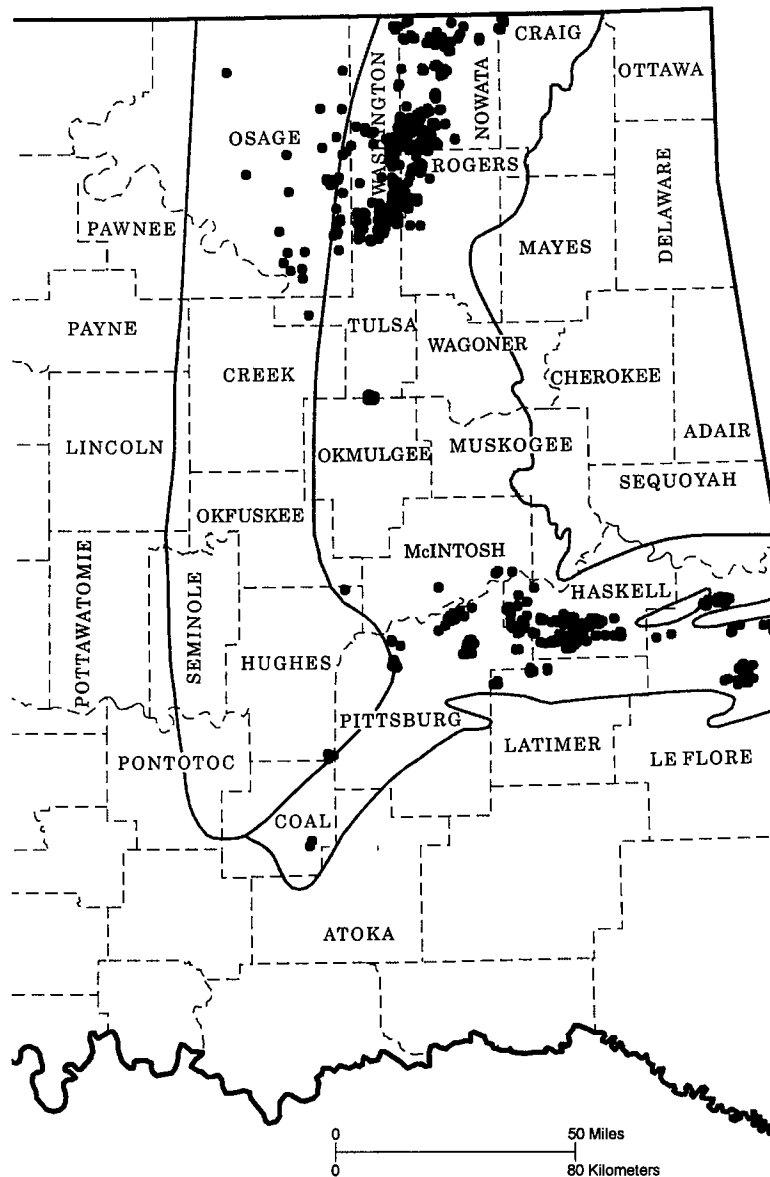 CRAIG
OTTAWA
WASHINGTON
NOWATA
OSAGE
ROGERS
DELAWARE
PAWNEE
MAYES
PAYNE
TULSA
WAGONER
CREEK
CHEROKEE
LINCOLN
OKMULGEE
MUSKOGEE
ADAIR
SEQUOYAH
OKFUSKEE
McINTOSH
POTTAWATOMIE
SEMINOLE
HASKELL
HUGHES
PITTSBURG
PONTOTOC
LATIMER
LE FLORE
COAL
ATOKA
0 50 Miles
0 80 Kilometers